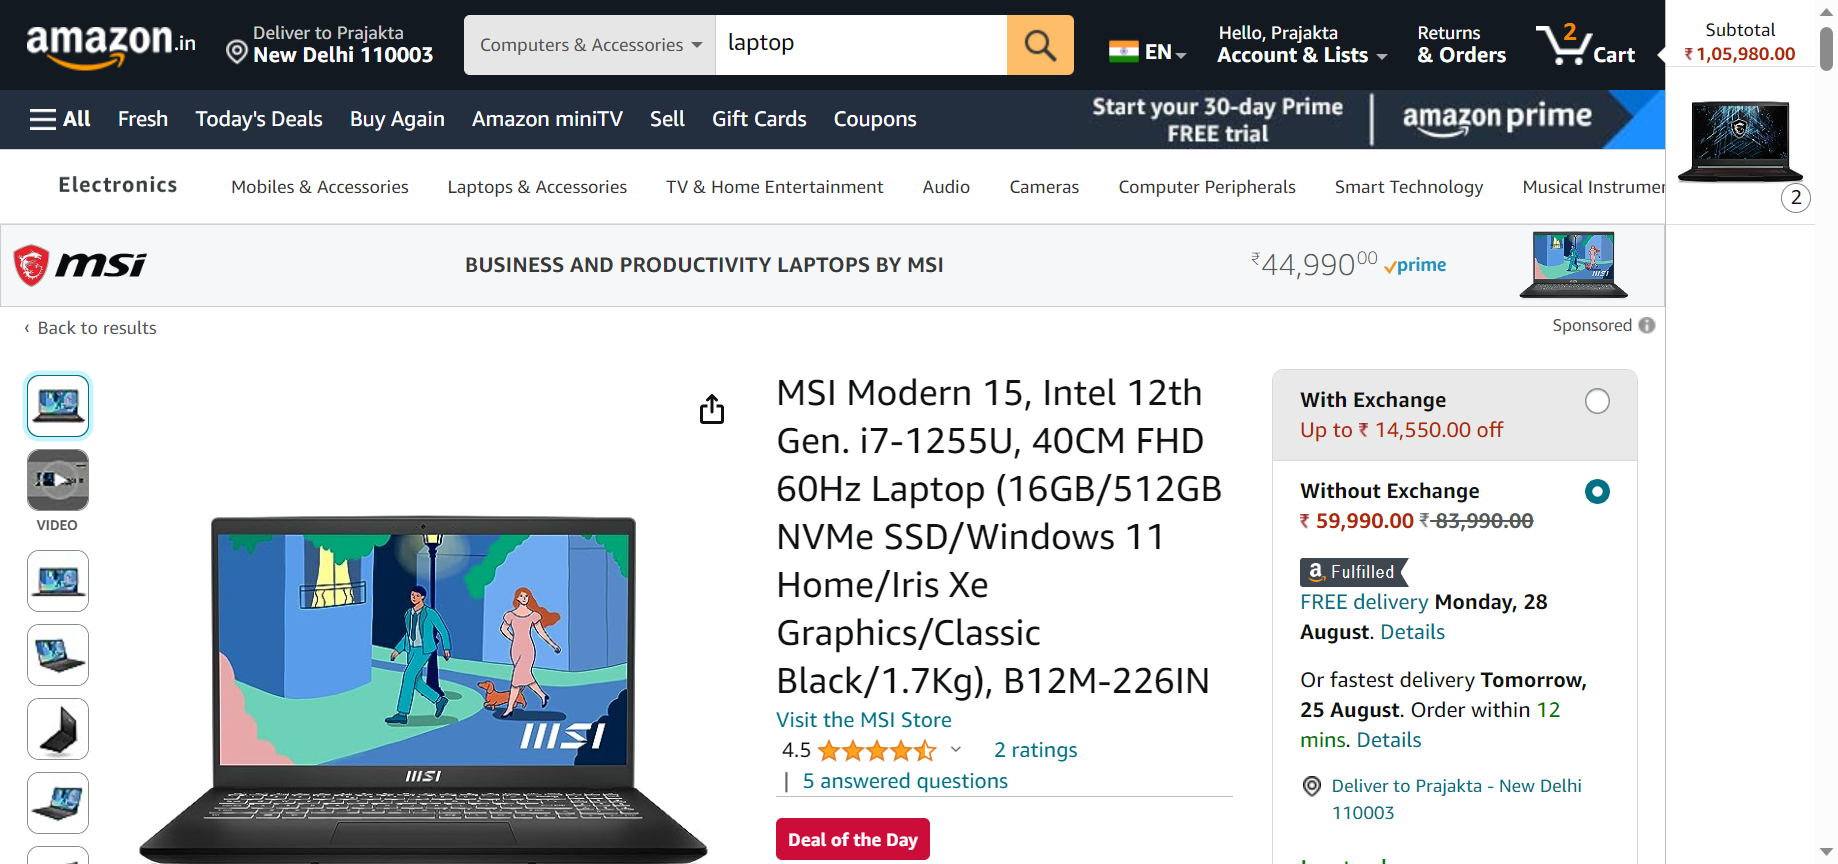 amazon.in
Deliver to Prajakta
New Delhi 110003
Computers & Accessories
laptop
EN
Hello, Prajakta
Account & Lists
Returns
& Orders
2
Cart
Subtotal
₹1,05,980.00
All
Fresh
Today's Deals
Buy Again
Amazon miniTV
Sell
Gift Cards
Coupons
Start your 30-day Prime
FREE trial
amazon prime
2
Electronics
Mobiles & Accessories
Laptops & Accessories
TV & Home Entertainment
Audio
Cameras
Computer Peripherals
Smart Technology
Musical Instrumen
msi
BUSINESS AND PRODUCTIVITY LAPTOPS BY MSI
₹44,99000 prime
‹ Back to results
Sponsored
VIDEO
MSI Modern 15, Intel 12th
Gen. i7-1255U, 40CM FHD
60Hz Laptop (16GB/512GB
NVMe SSD/Windows 11
Home/Iris Xe
Graphics/Classic
Black/1.7Kg), B12M-226IN
Visit the MSI Store
4.5
2 ratings
| 5 answered questions
Deal of the Day
msi
msi
With Exchange
Up to ₹ 14,550.00 off
Without Exchange
₹ 59,990.00 ₹ 83,990.00
a Fulfilled
FREE delivery Monday, 28
August. Details
Or fastest delivery Tomorrow,
25 August. Order within 12
mins. Details
Deliver to Prajakta - New Delhi
110003